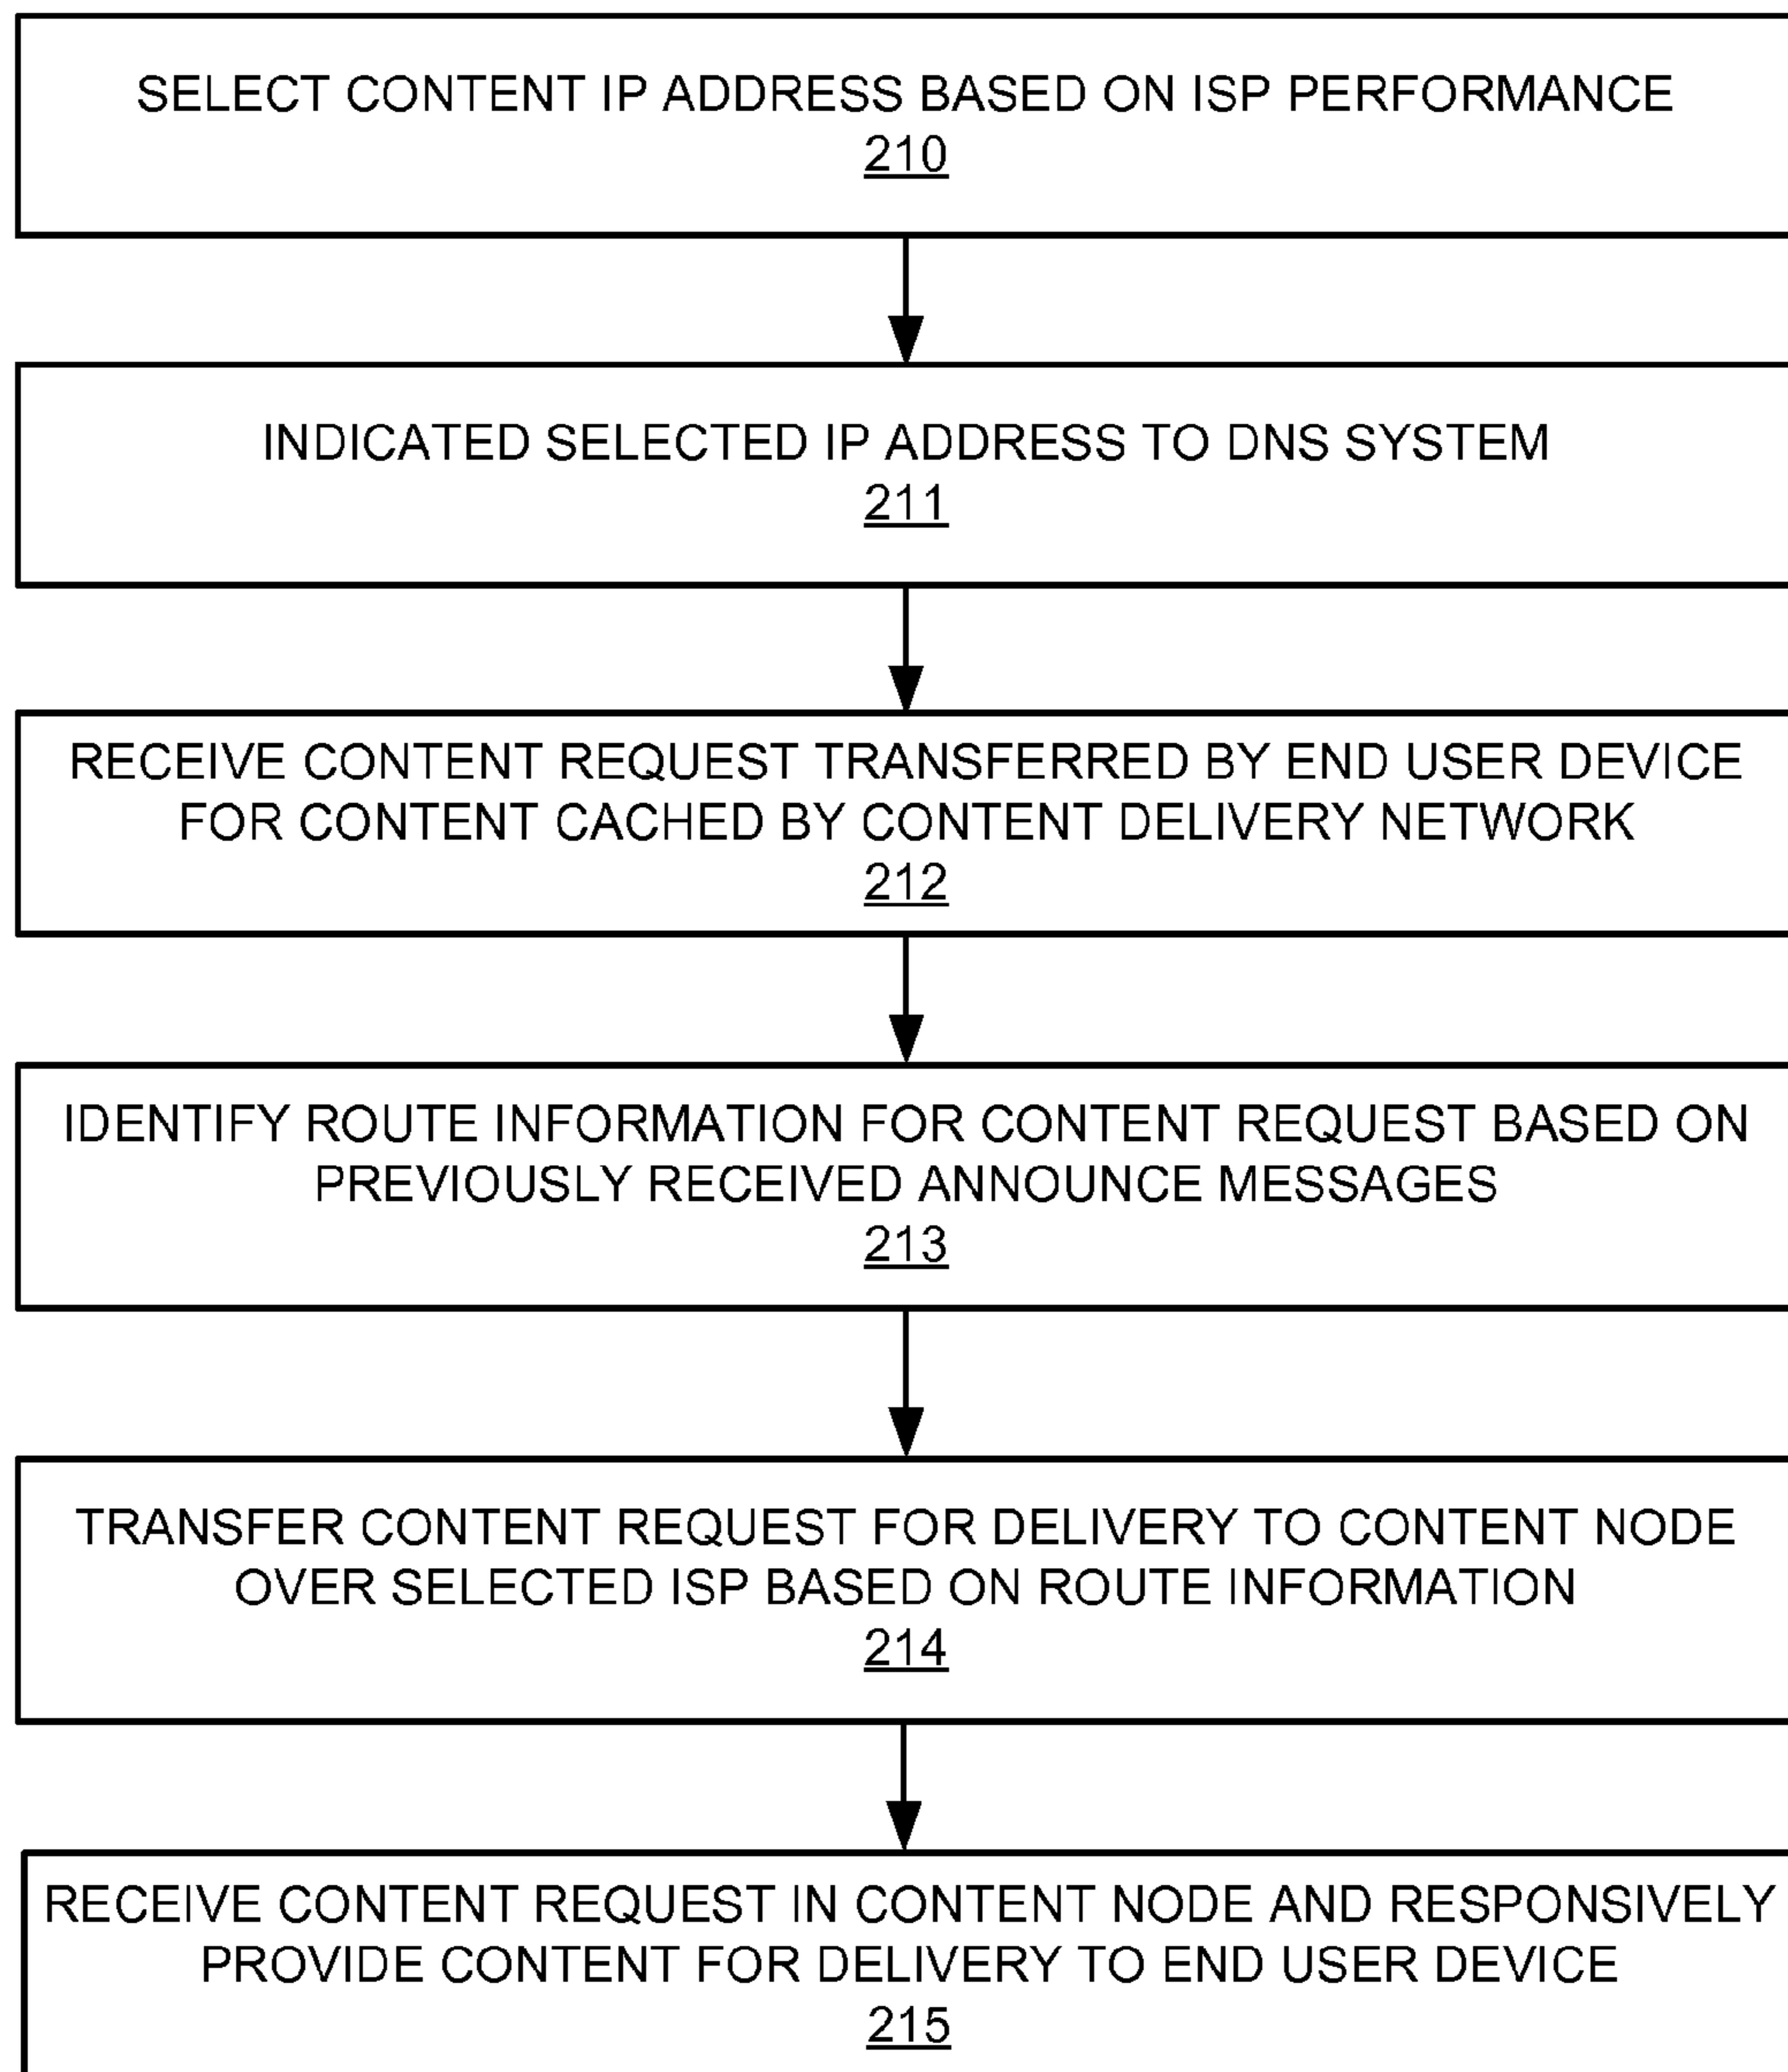 SELECT CONTENT IP ADDRESS BASED ON ISP PERFORMANCE
210
INDICATED SELECTED IP ADDRESS TO DNS SYSTEM
211
RECEIVE CONTENT REQUEST TRANSFERRED BY END USER DEVICE
FOR CONTENT CACHED BY CONTENT DELIVERY NETWORK
212
IDENTIFY ROUTE INFORMATION FOR CONTENT REQUEST BASED ON
PREVIOUSLY RECEIVED ANNOUNCE MESSAGES
213
TRANSFER CONTENT REQUEST FOR DELIVERY TO CONTENT NODE
OVER SELECTED ISP BASED ON ROUTE INFORMATION
214
RECEIVE CONTENT REQUEST IN CONTENT NODE AND RESPONSIVELY
PROVIDE CONTENT FOR DELIVERY TO END USER DEVICE
215